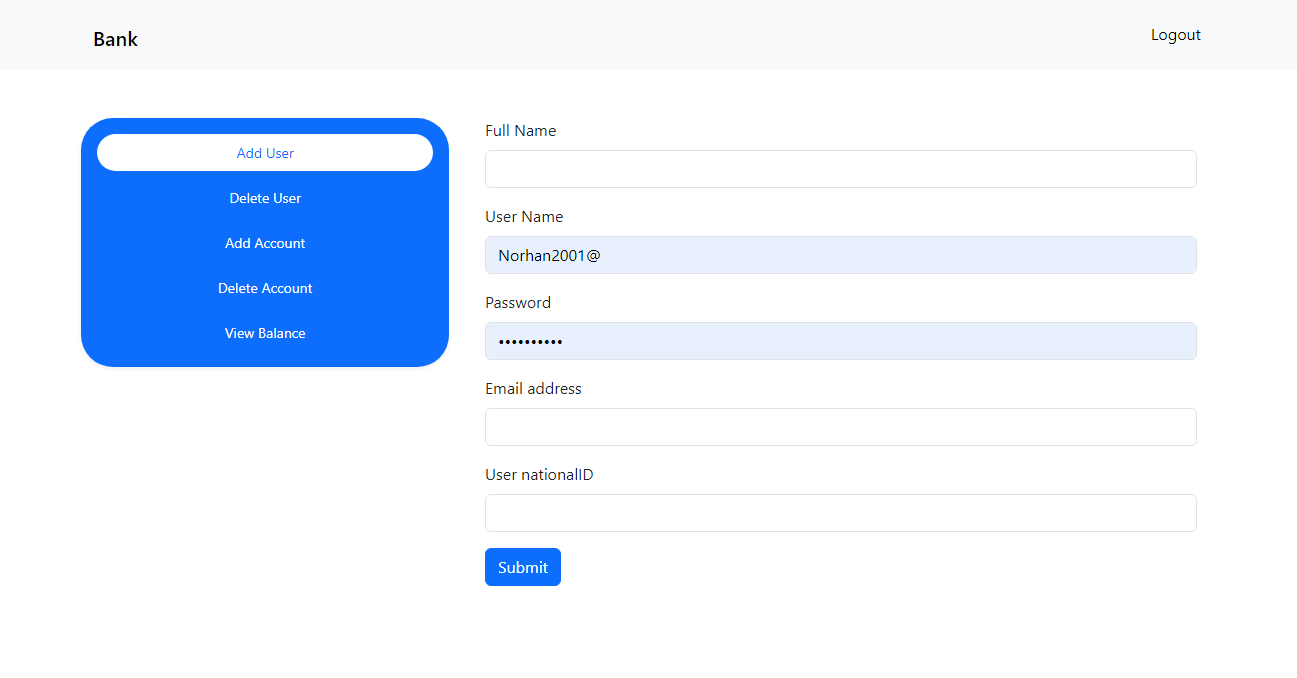 Bank
Logout
Add User
Delete User
Add Account
Delete Account
View Balance
Full Name
User Name
Norhan2001@
Password
••••••••••
Email address
User nationalID
Submit